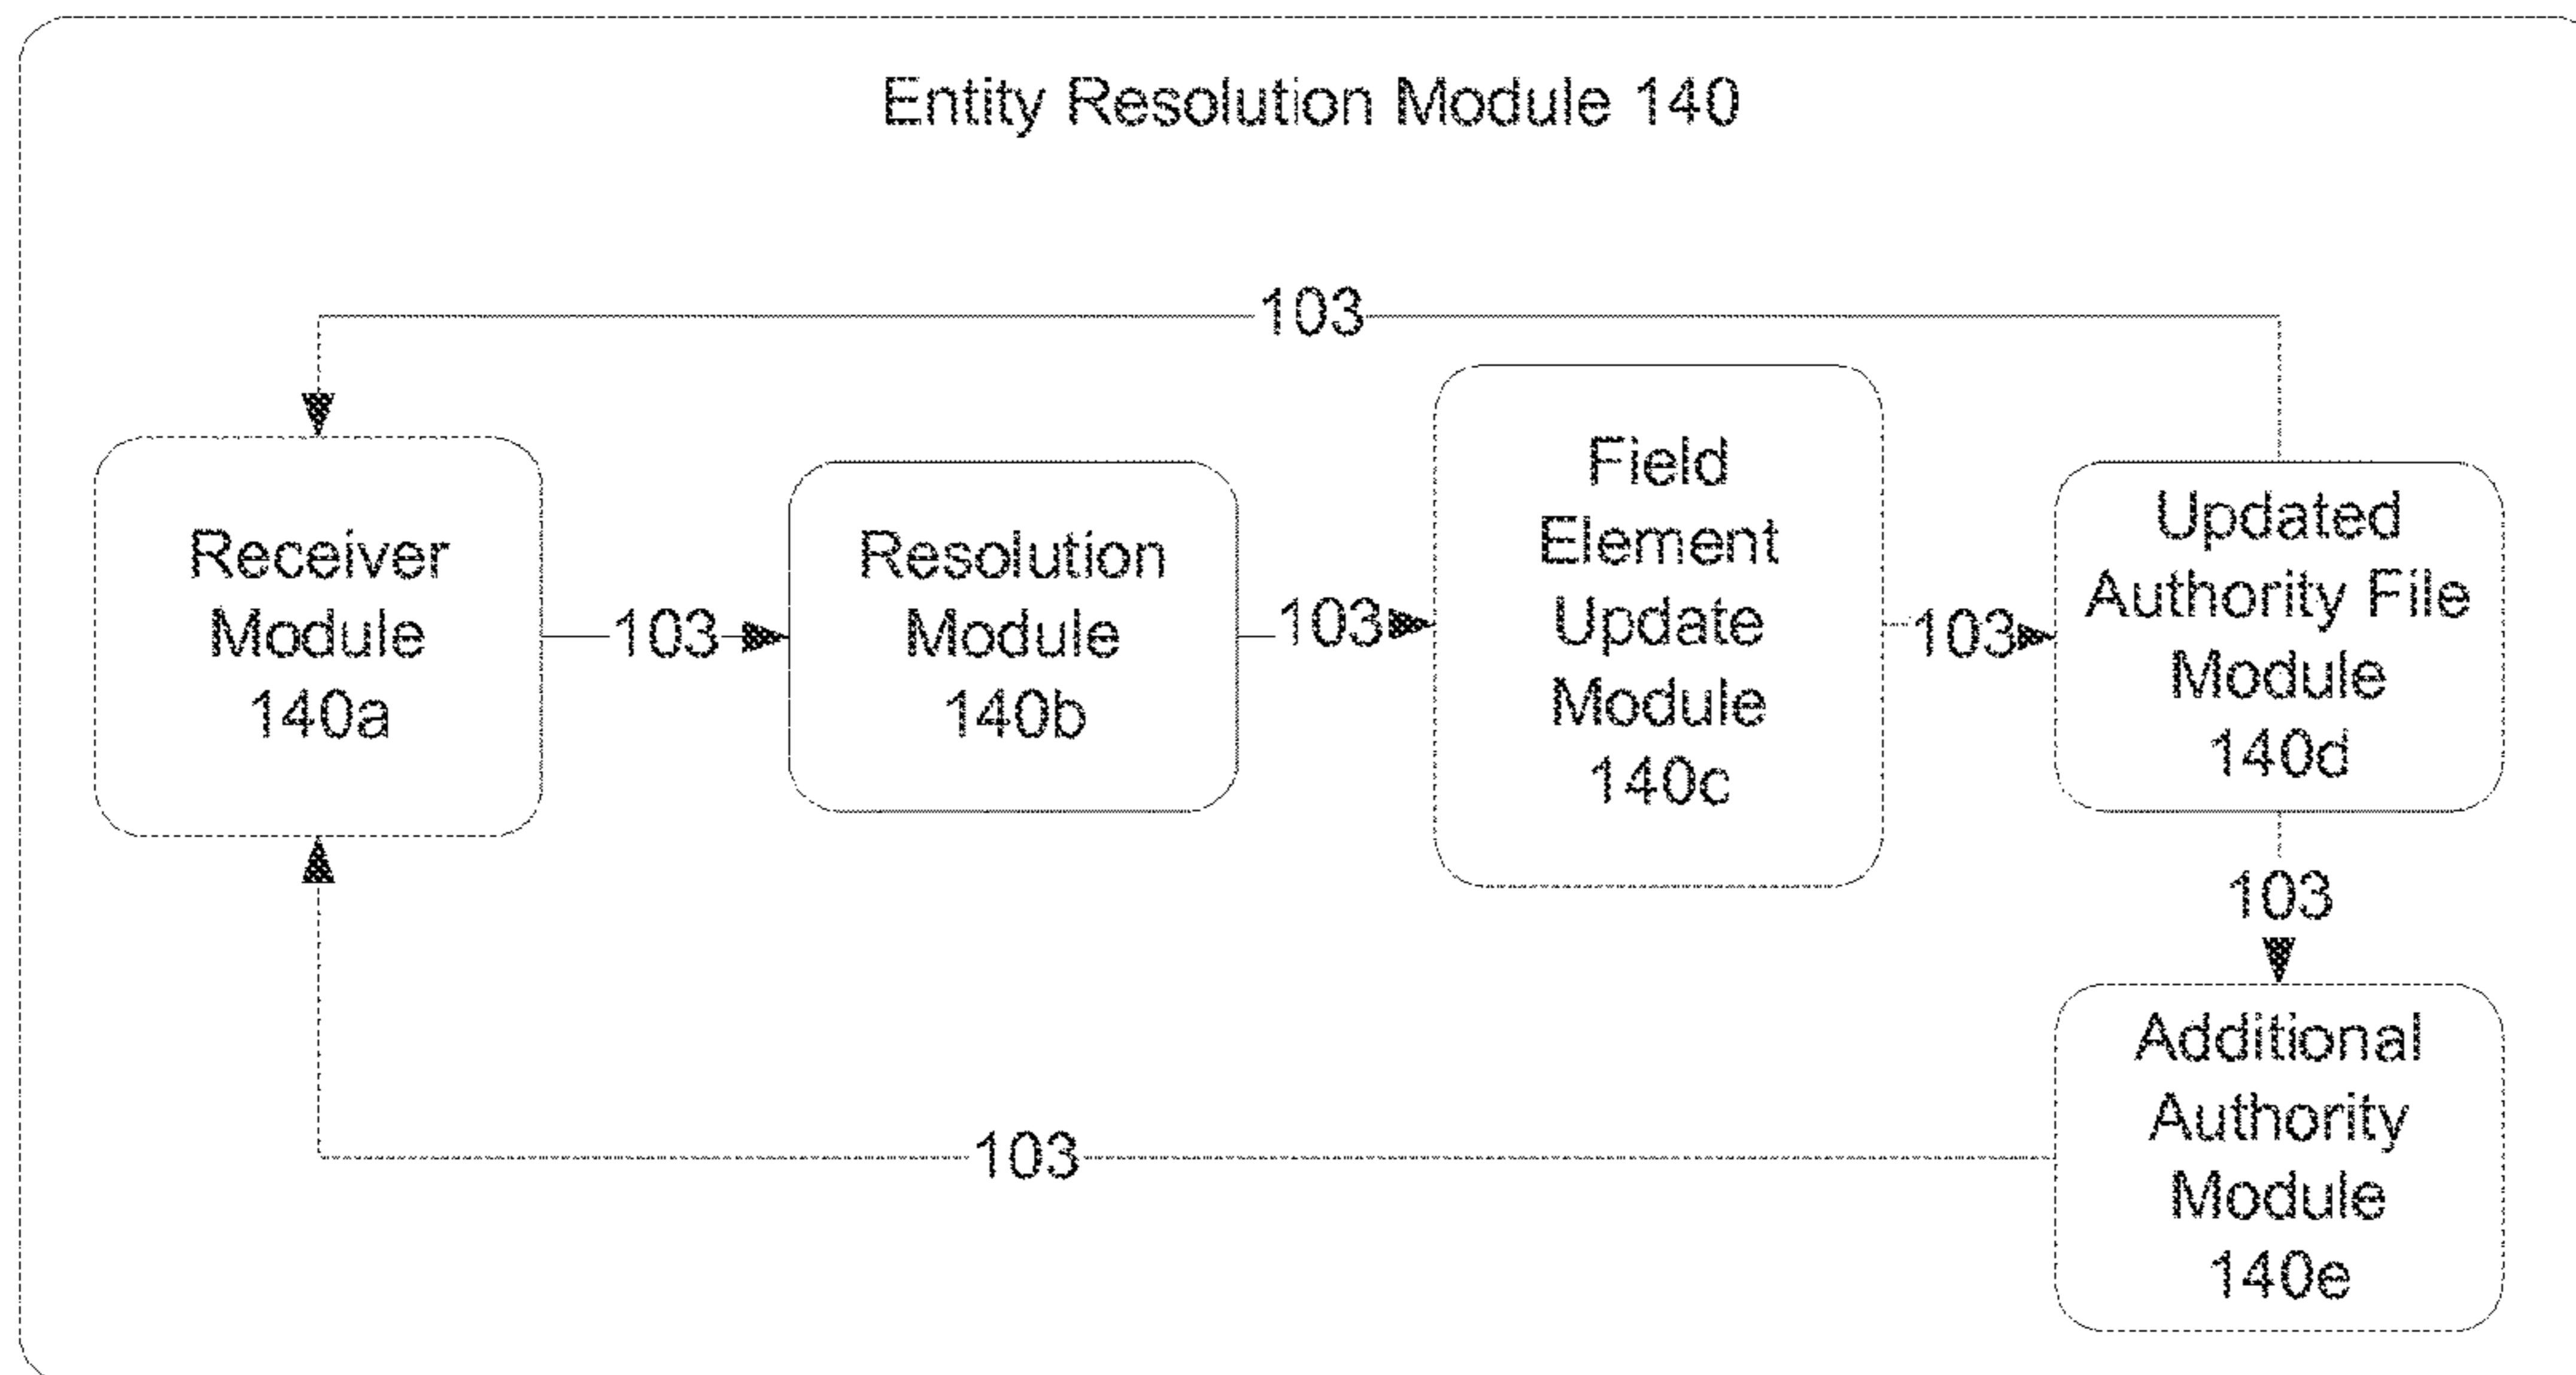 Entity Resolution Module 140
103
Receiver
Module
140a
103
Resolution
Module
140b
103
Field
Element
Update
Module
140c
103
Updated
Authority File
Module
140d
103
Additional
Authority
Module
140e
103